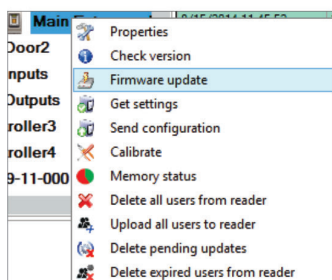 Main
8/15/2014 11:45:52
Door2
nputs
Outputs
roller3
roller4
9-11-000
Properties
Check version
Firmware update
Get settings
Send configuration
Calibrate
Memory status
Delete all users from reader
Upload all users to reader
Delete pending updates
Delete expired users from reader